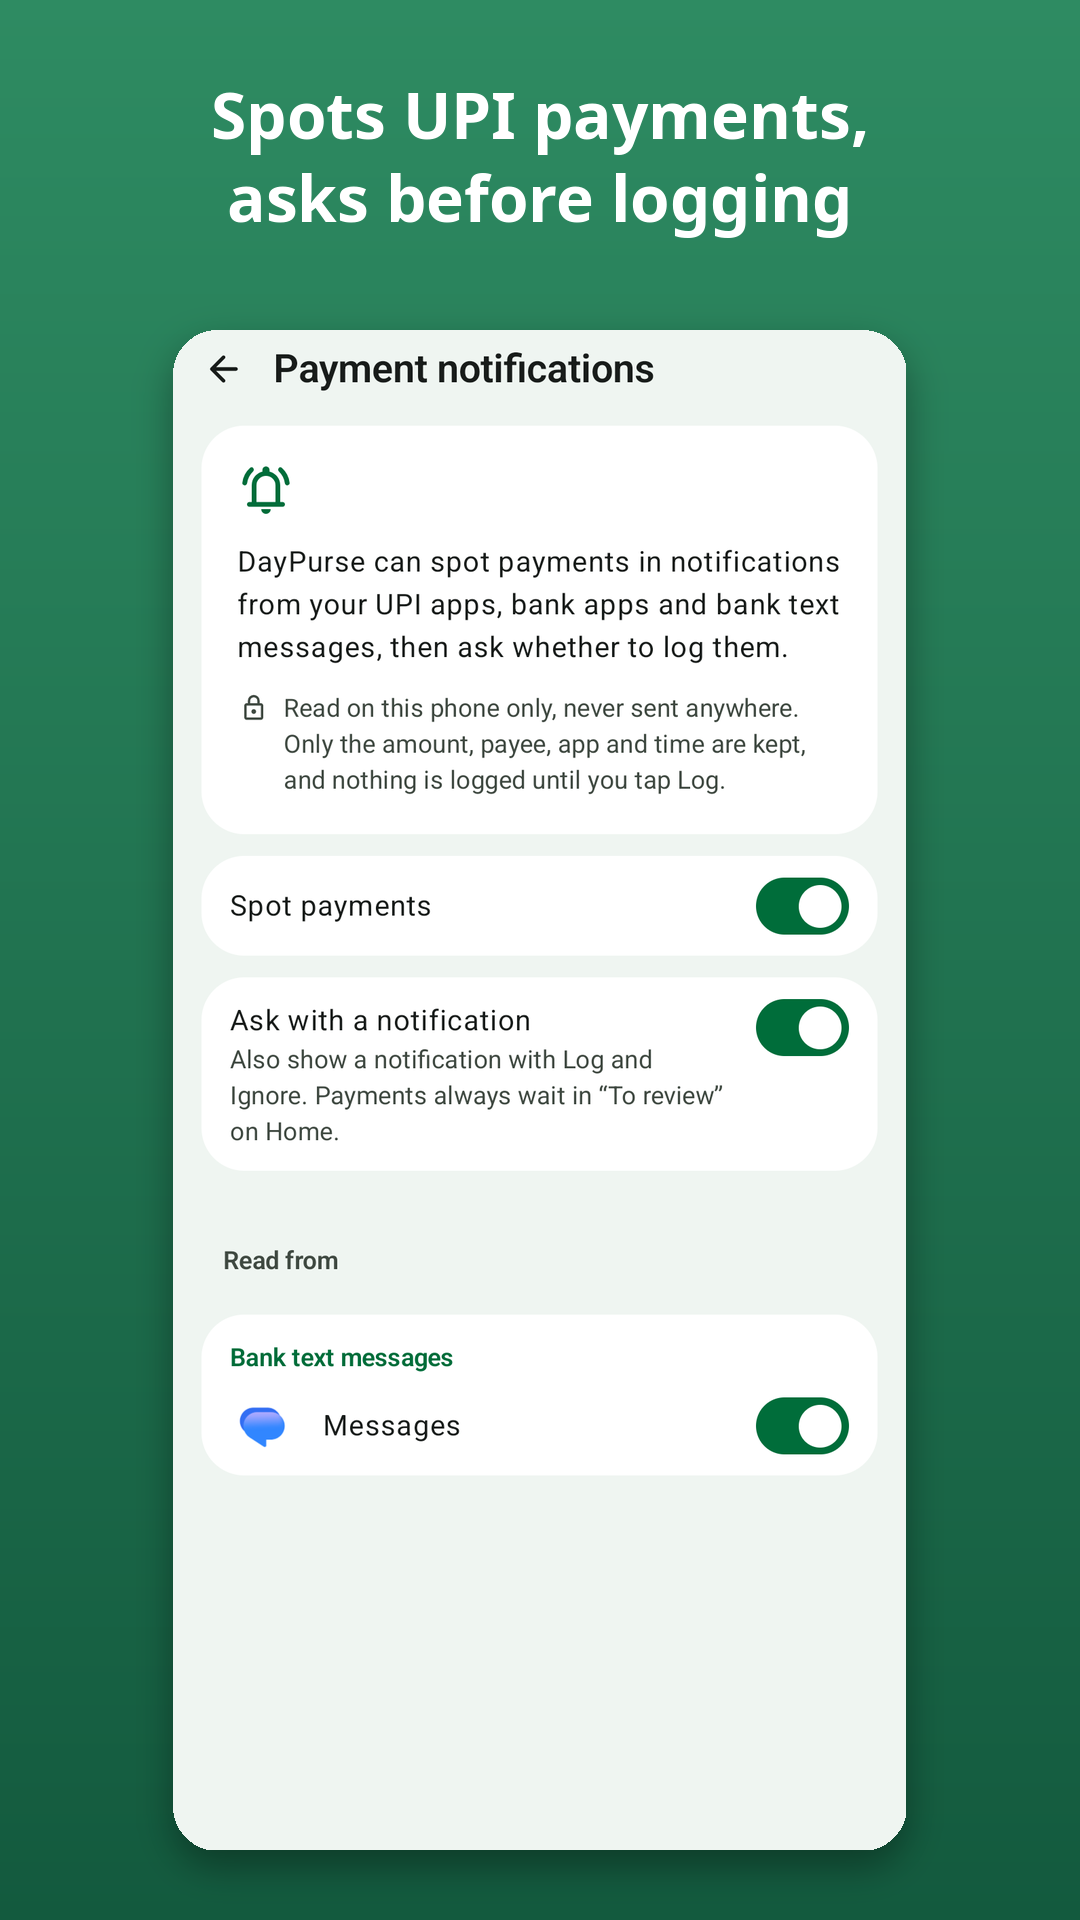 Spots UPI payments,
asks before logging
Payment notifications
DayPurse can spot payments in notifications
from your UPI apps, bank apps and bank text
messages, then ask whether to log them.
Read on this phone only, never sent anywhere.
Only the amount, payee, app and time are kept,
and nothing is logged until you tap Log.
Spot payments
Ask with a notification
Also show a notification with Log and
Ignore. Payments always wait in “To review”
on Home.
Read from
Bank text messages
Messages